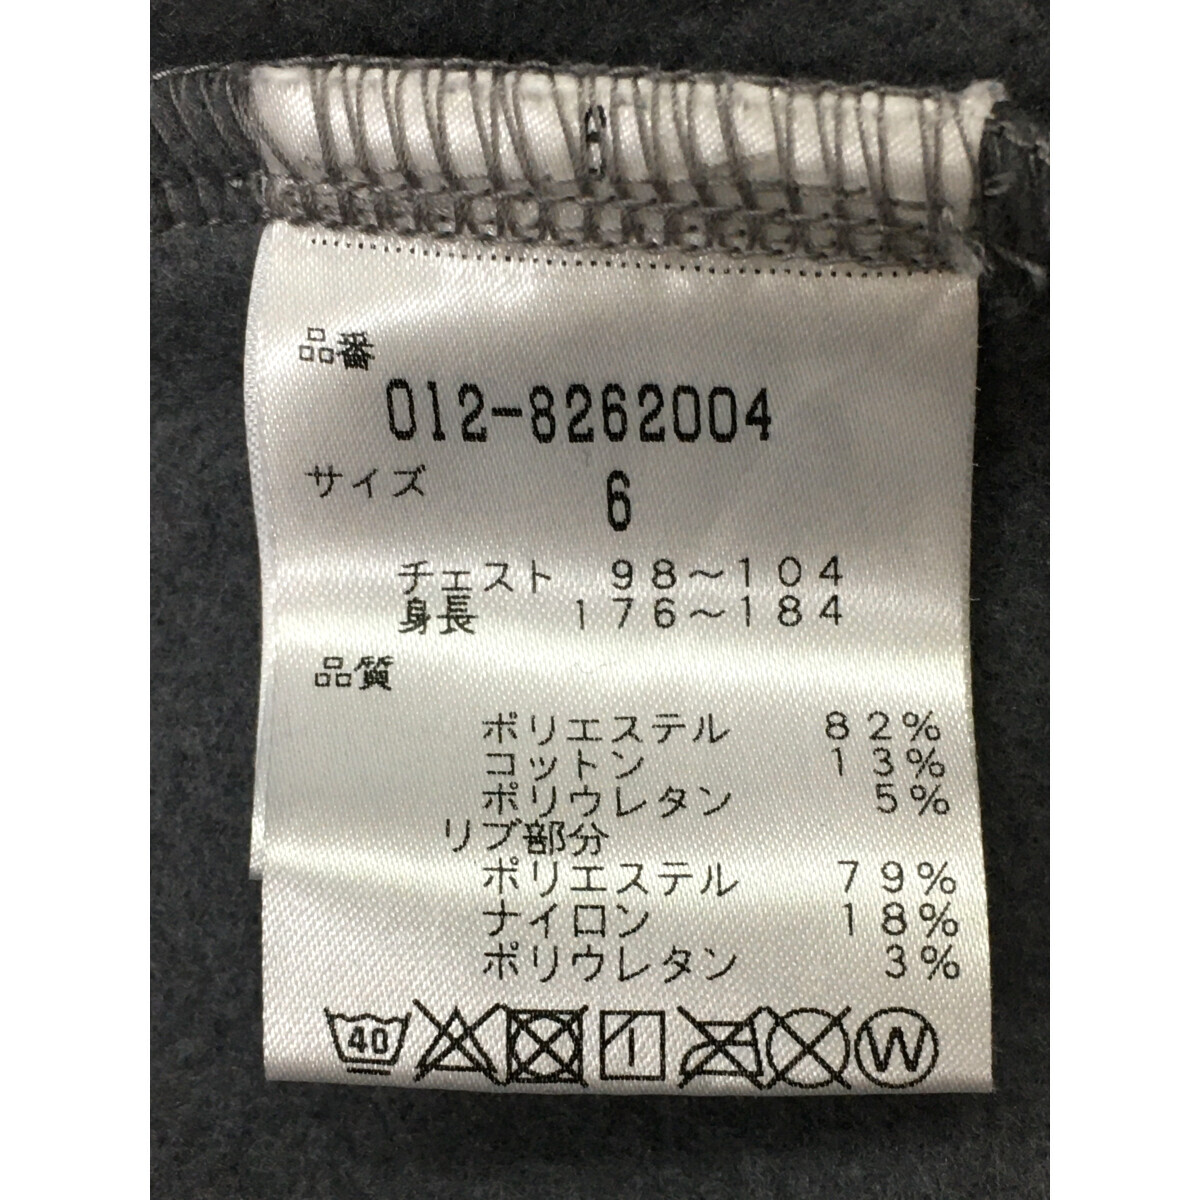 品番
012-8262004
サイズ 6
チェスト 98～104
身長 176～184
品質
ポリエステル 82%
コットン 13%
ポリウレタン 5%
リブ部分
ポリエステル 79%
ナイロン 18%
ポリウレタン 3%
40 W